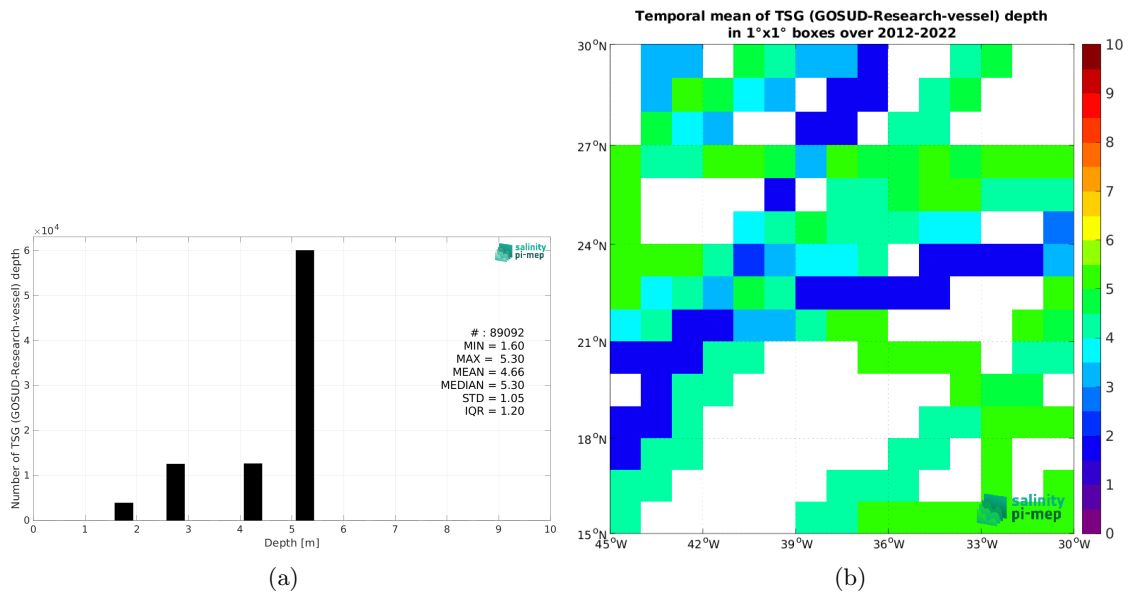 Temporal mean of TSG (GOSUD-Research-vessel) depth
in 1°x1° boxes over 2012-2022
×10⁴
6
5
4
3
2
1
0
Number of TSG (GOSUD-Research-vessel) depth
salinity
pi-mep
# : 89092
MIN = 1.60
MAX = 5.30
MEAN = 4.66
MEDIAN = 5.30
STD = 1.05
IQR = 1.20
0 1 2 3 4 5 6 7 8 9 10
Depth [m]
(a)
30°N
27°N
24°N
21°N
18°N
15°N
45°W 42°W 39°W 36°W 33°W 30°W
salinity
pi-mep
10
9
8
7
6
5
4
3
2
1
0
(b)